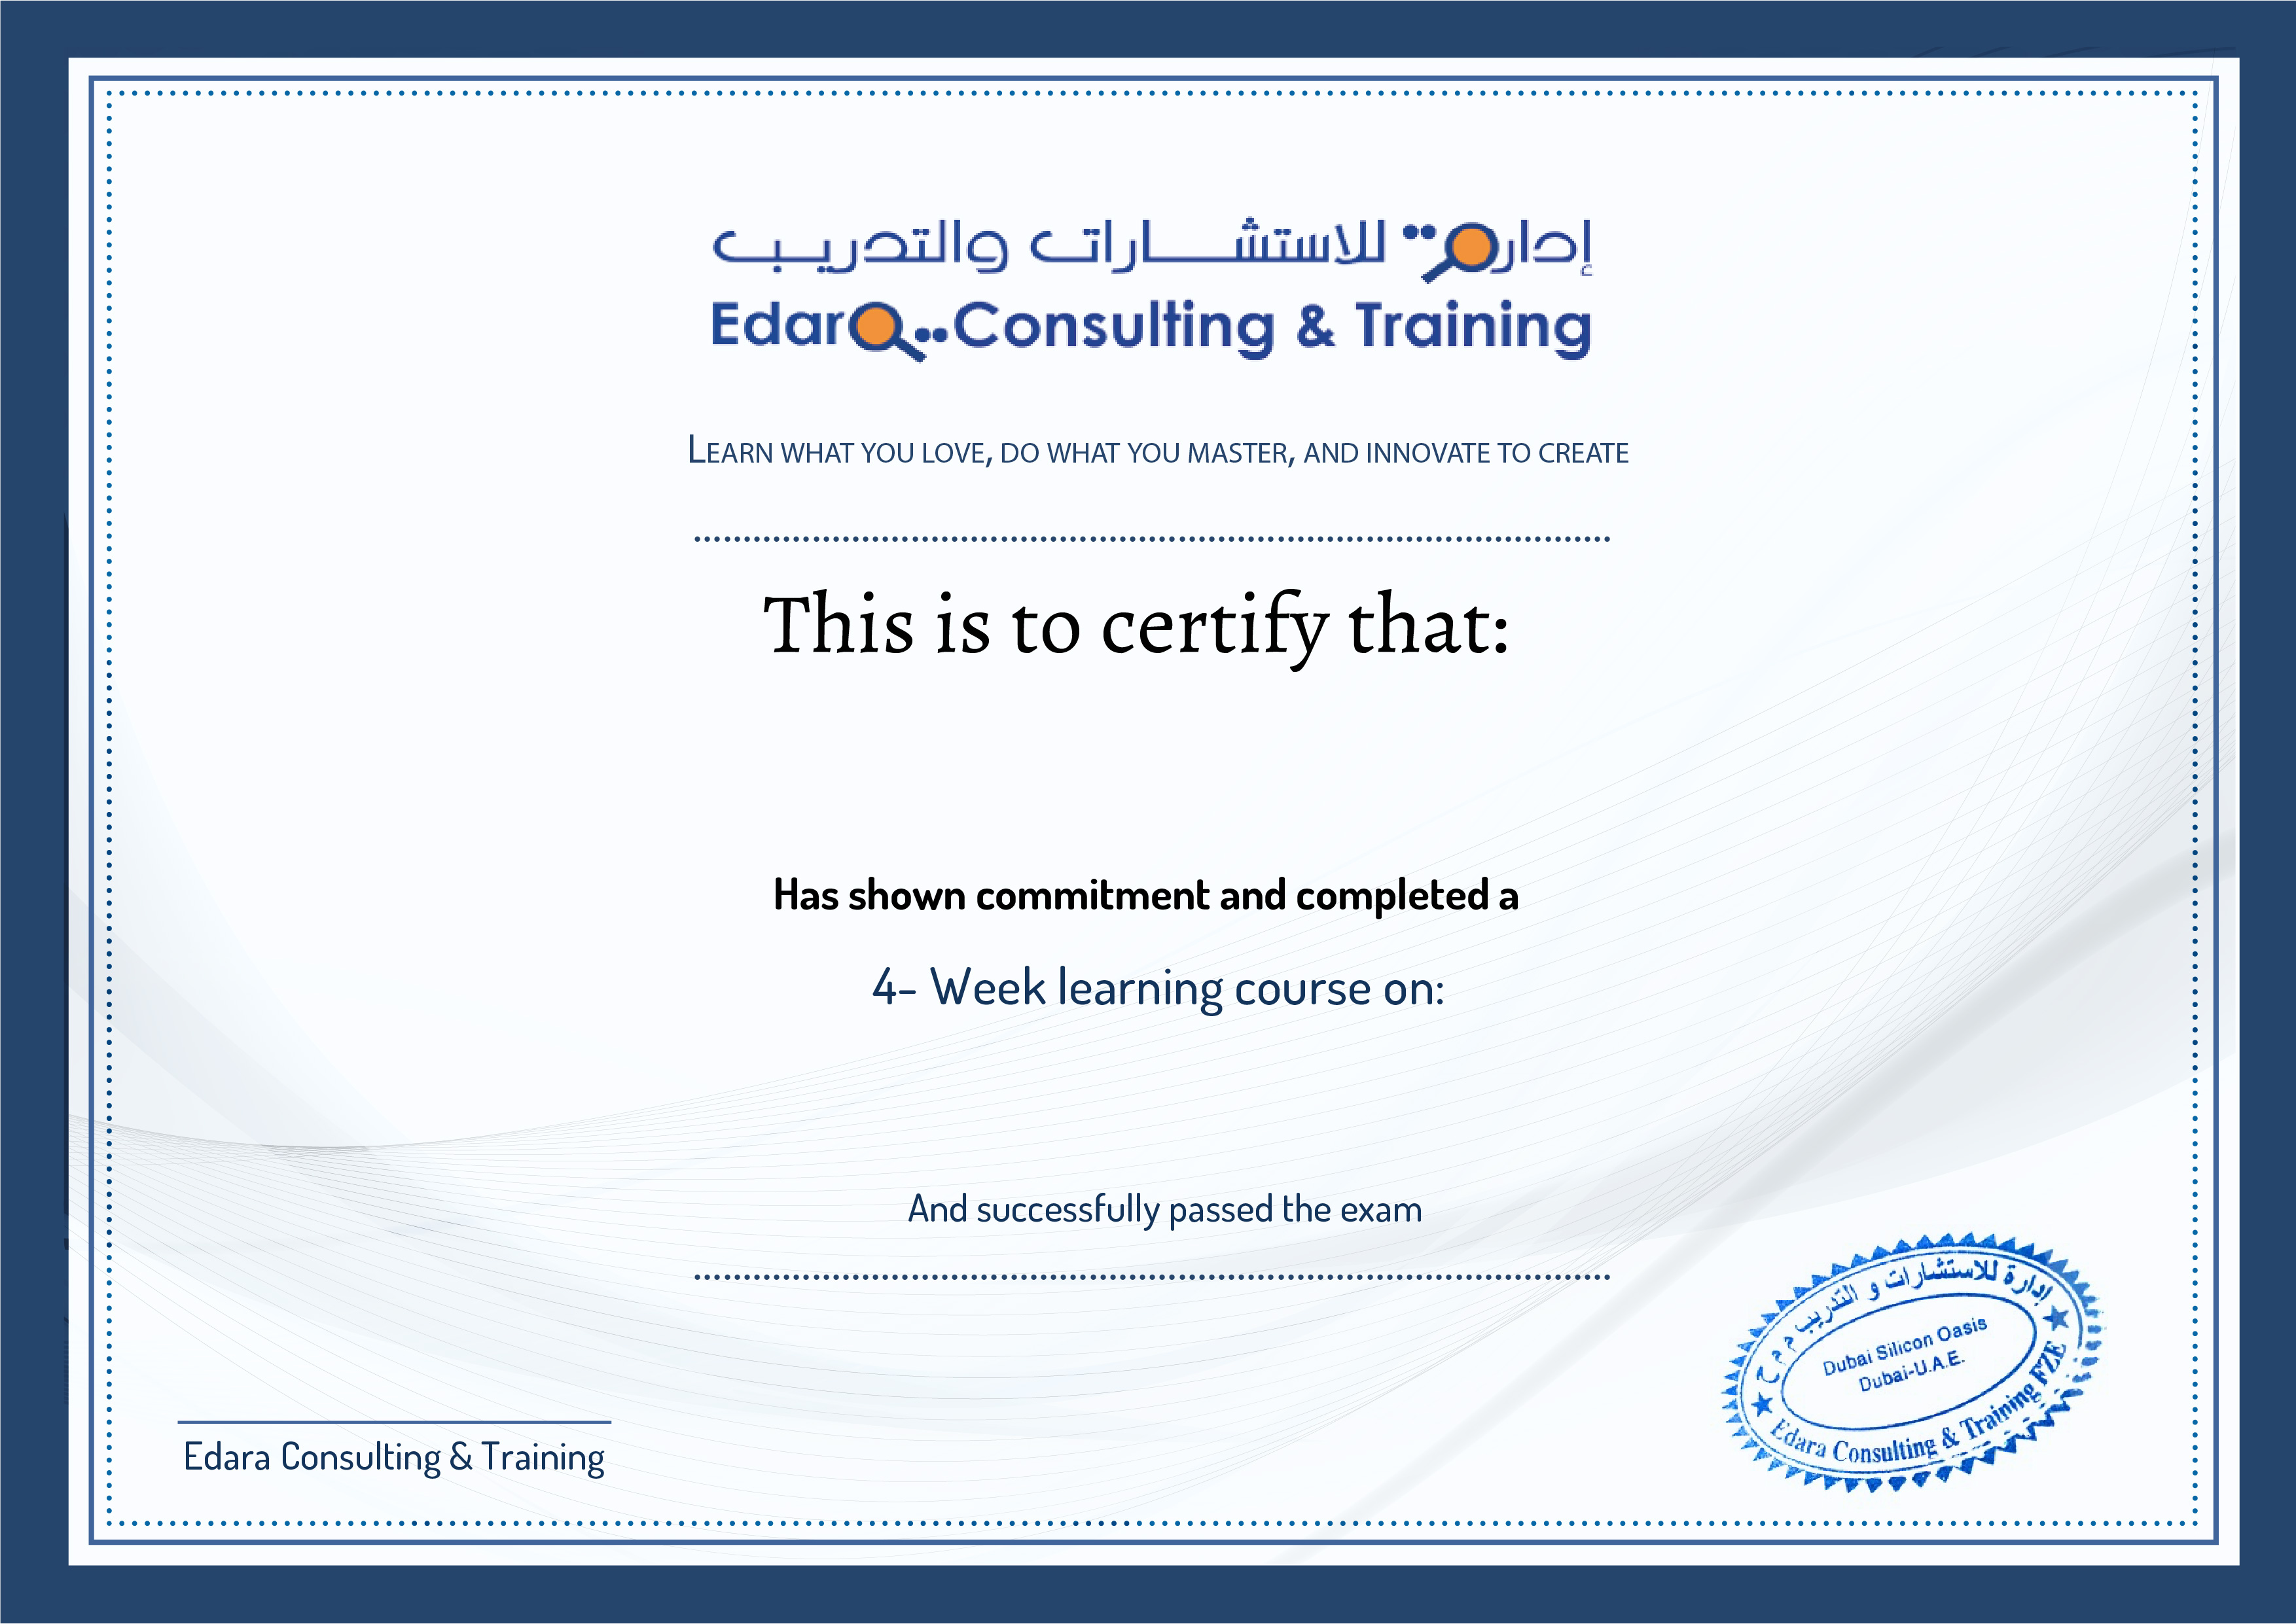 إدارة للاستشارات والتدريب
Edara Consulting & Training
Learn what you love, do what you master, and innovate to create
This is to certify that:
Has shown commitment and completed a
4- Week learning course on:
And successfully passed the exam
إدارة للاستشارات و التدريب م م ح
Dubai Silicon Oasis
Dubai-U.A.E.
Edara Consulting & Training FZE
Edara Consulting & Training